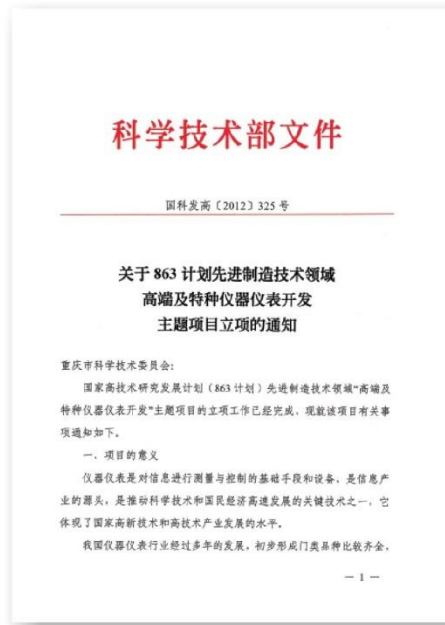 科学技术部文件
国科发高〔2012〕325 号
关于 863 计划先进制造技术领域
高端及特种仪器仪表开发
主题项目立项的通知
重庆市科学技术委员会:
国家高技术研究发展计划(863 计划)先进制造技术领域“高端及
特种仪器仪表开发”主题项目的立项工作已经完成，现就该项目有关事
项通知如下。
一、项目的意义
仪器仪表是对信息进行测量与控制的基础手段和设备，是信息产
业的源头，是推动科学技术和国民经济高速发展的关键技术之一，它
体现了国家高新技术和高技术产业发展的水平。
我国仪器仪表行业经过多年的发展，初步形成门类品种比较齐全，
— 1 —